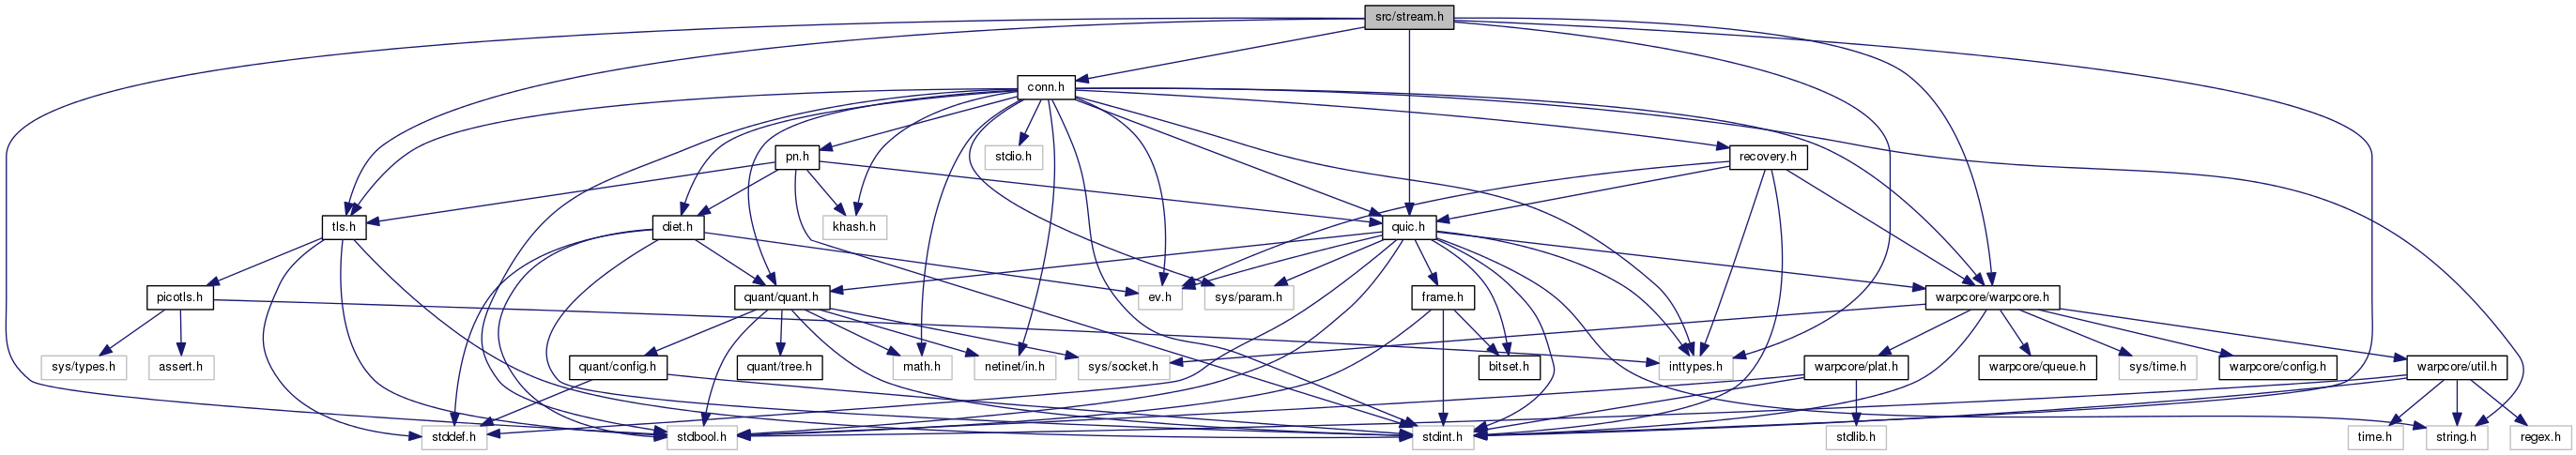 src/stream.h
conn.h
stdio.h
pn.h
recovery.h
tls.h
diet.h
khash.h
quic.h
picotls.h
quant/quant.h
ev.h
sys/param.h
frame.h
warpcore/warpcore.h
sys/types.h
assert.h
quant/config.h
quant/tree.h
math.h
netinet/in.h
sys/socket.h
bitset.h
inttypes.h
warpcore/plat.h
warpcore/queue.h
sys/time.h
warpcore/config.h
warpcore/util.h
stddef.h
stdbool.h
stdint.h
stdlib.h
time.h
string.h
regex.h